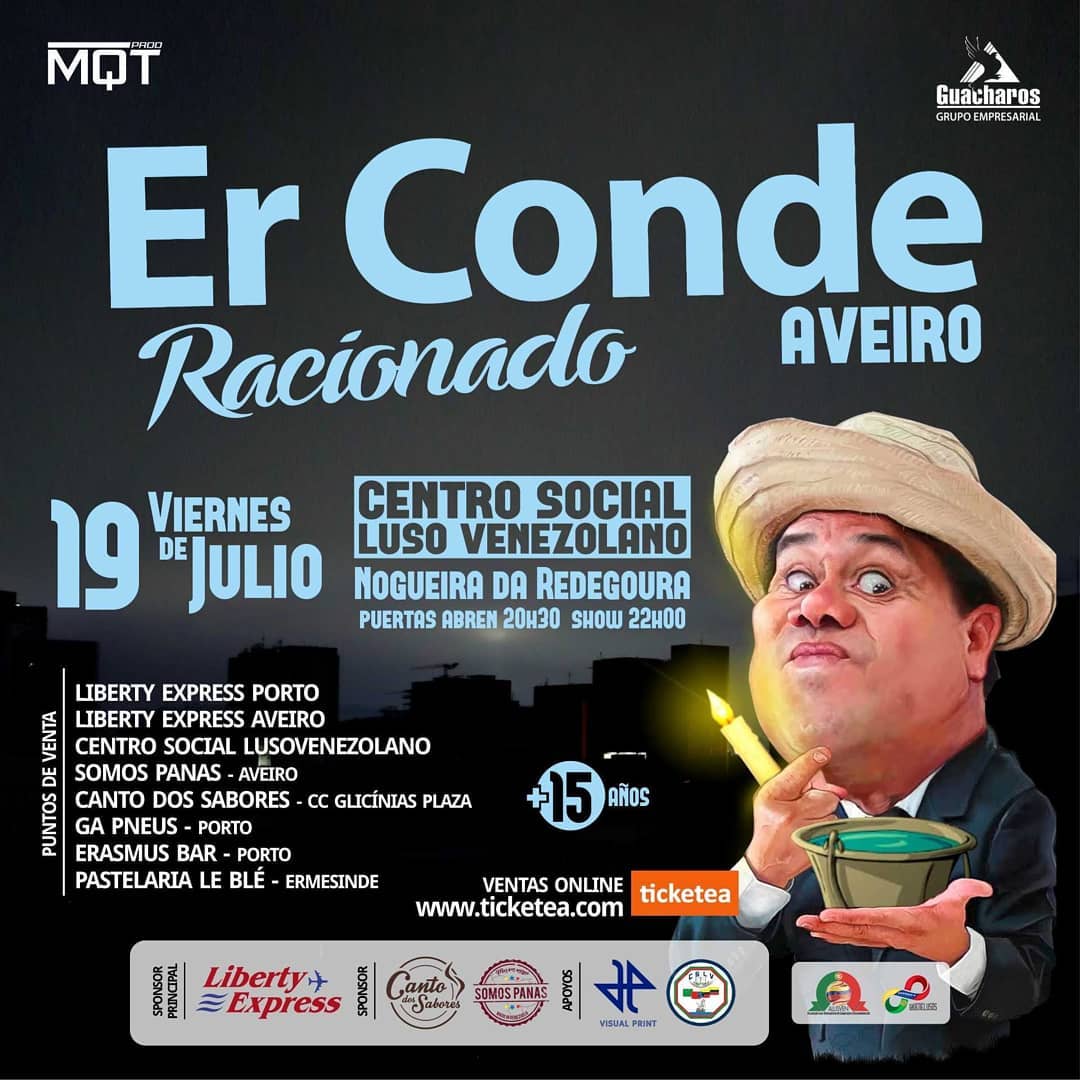 MQT PROD
Guacharos
GRUPO EMPRESARIAL
Er Conde
Racionado
AVEIRO
19 VIERNES
DE JULIO
CENTRO SOCIAL
LUSO VENEZOLANO
NOGUEIRA DA REDEGOURA
PUERTAS ABREN 20H30 SHOW 22H00
PUNTOS DE VENTA
LIBERTY EXPRESS PORTO
LIBERTY EXPRESS AVEIRO
CENTRO SOCIAL LUSOVENEZOLANO
SOMOS PANAS - AVEIRO
CANTO DOS SABORES - CC GLICÍNIAS PLAZA
GA PNEUS - PORTO
ERASMUS BAR - PORTO
PASTELARIA LE BLÉ - ERMESINDE
+15 AÑOS
VENTAS ONLINE
www.ticketea.com
ticketea
SPONSOR
PRINCIPAL
Liberty
Express
SPONSOR
Canto
dos
Sabores
SOMOS PANAS
APOYOS
VISUAL PRINT
C.S.L.V.